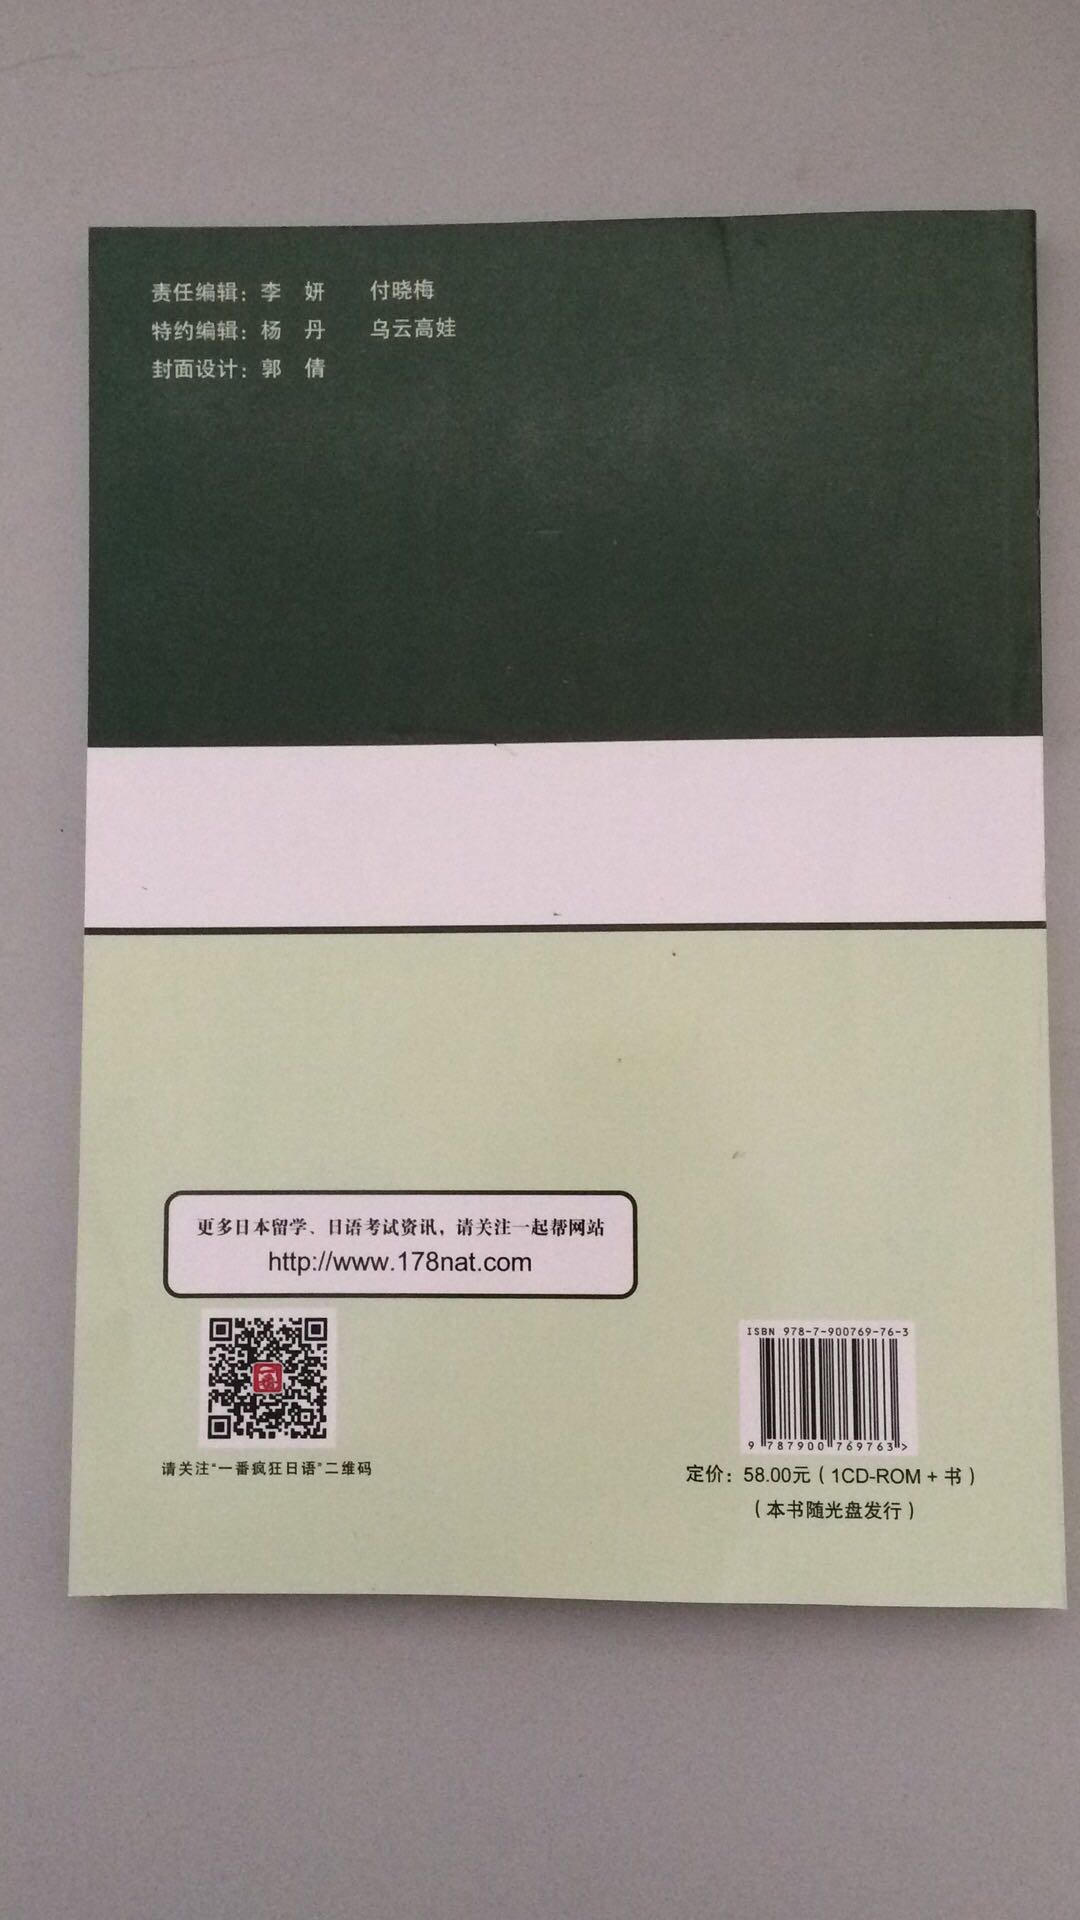 责任编辑：李　妍　　付晓梅
特约编辑：杨　丹　　乌云高娃
封面设计：郭　倩
更多日本留学、日语考试资讯，请关注一起帮网站
http://www.178nat.com
请关注“一番疯狂日语”二维码
ISBN 978-7-900769-76-3
9 787900 769763 >
定价：58.00元（1CD-ROM + 书）
（本书随光盘发行）